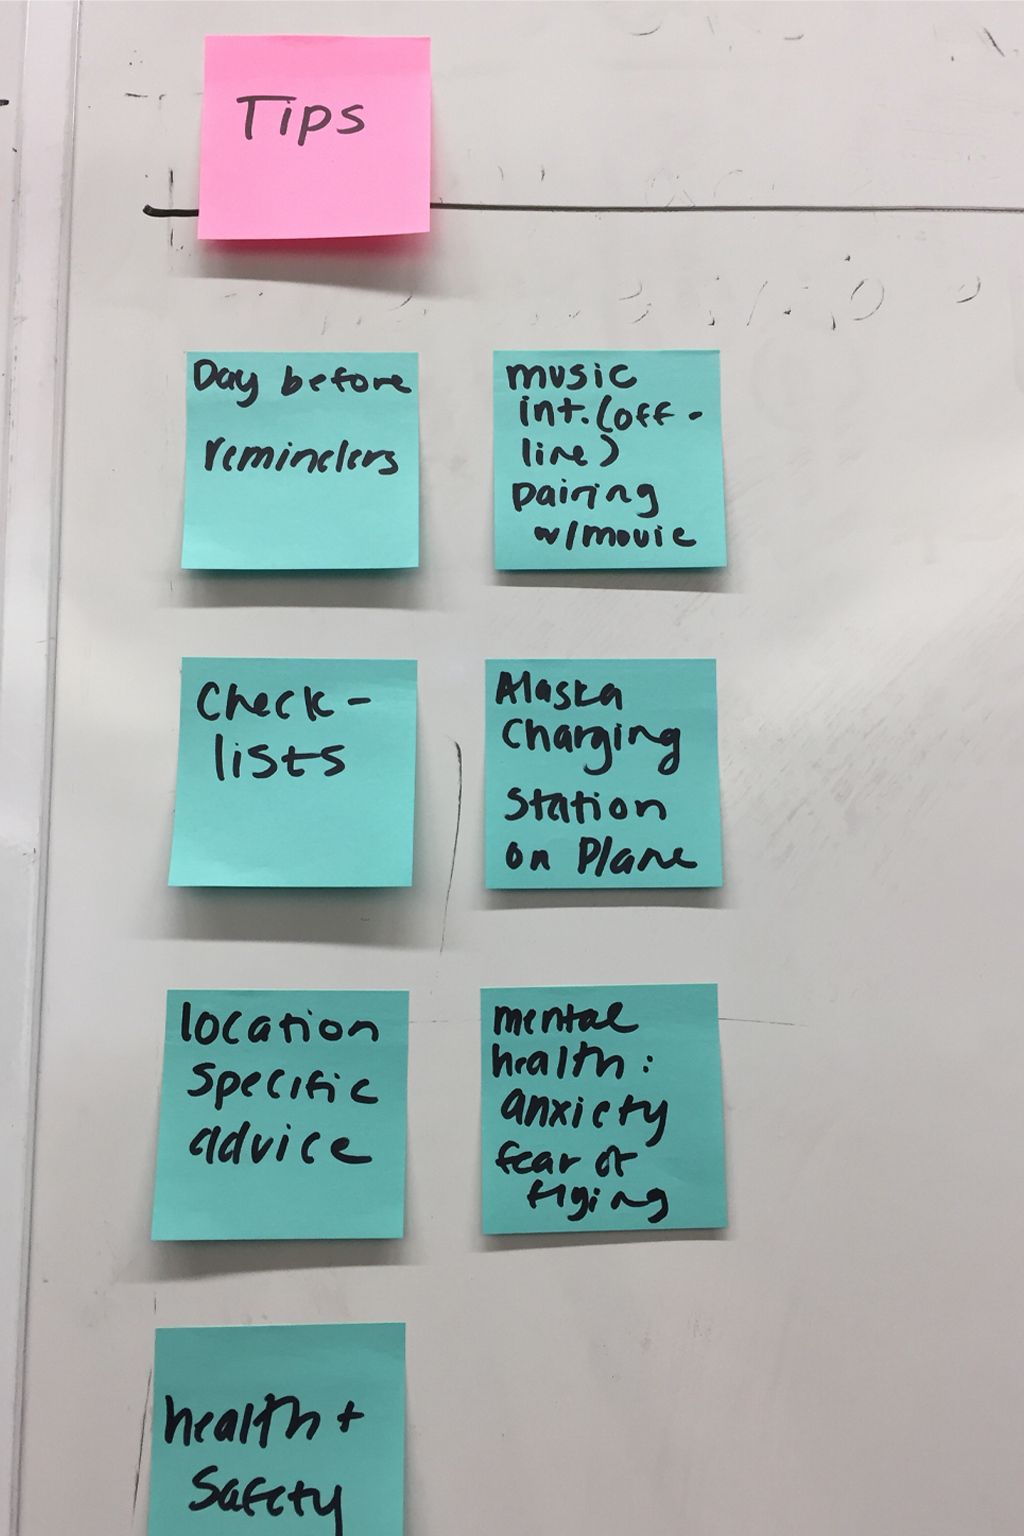 Tips
Day before
reminders
music
int. (off-
line)
pairing
w/movie
Check-
lists
Alaska
Charging
Station
on Plane
location
specific
advice
mental
health:
anxiety
fear of
flying
health +
Safety